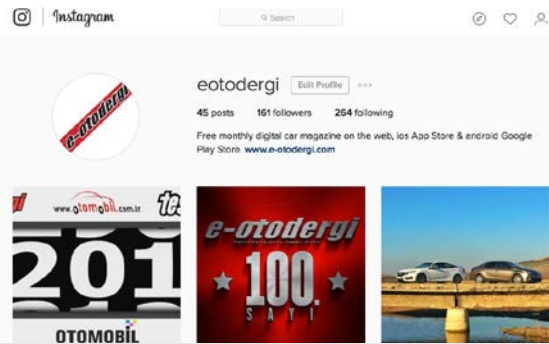 Instagram
Search
eotodergi Edit Profile
45 posts 161 followers 264 following
Free monthly digital car magazine on the web, ios App Store & android Google
Play Store. www.e-otodergi.com
e-otodergi
www.otomobil.com.tr
201
OTOMOBİL
e-otodergi
100.
SAYI